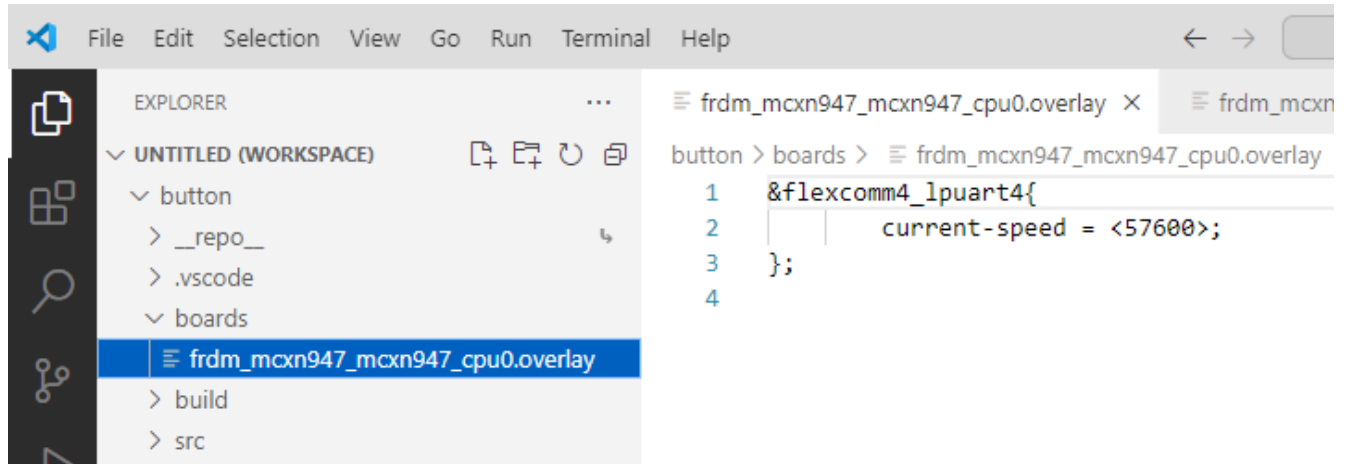 File Edit Selection View Go Run Terminal Help
EXPLORER
UNTITLED (WORKSPACE)
button
__repo__
.vscode
boards
frdm_mcxn947_mcxn947_cpu0.overlay
build
src
frdm_mcxn947_mcxn947_cpu0.overlay frdm_mcxn
button > boards > frdm_mcxn947_mcxn947_cpu0.overlay
1 &flexcomm4_lpuart4{
2 current-speed = <57600>;
3 };
4